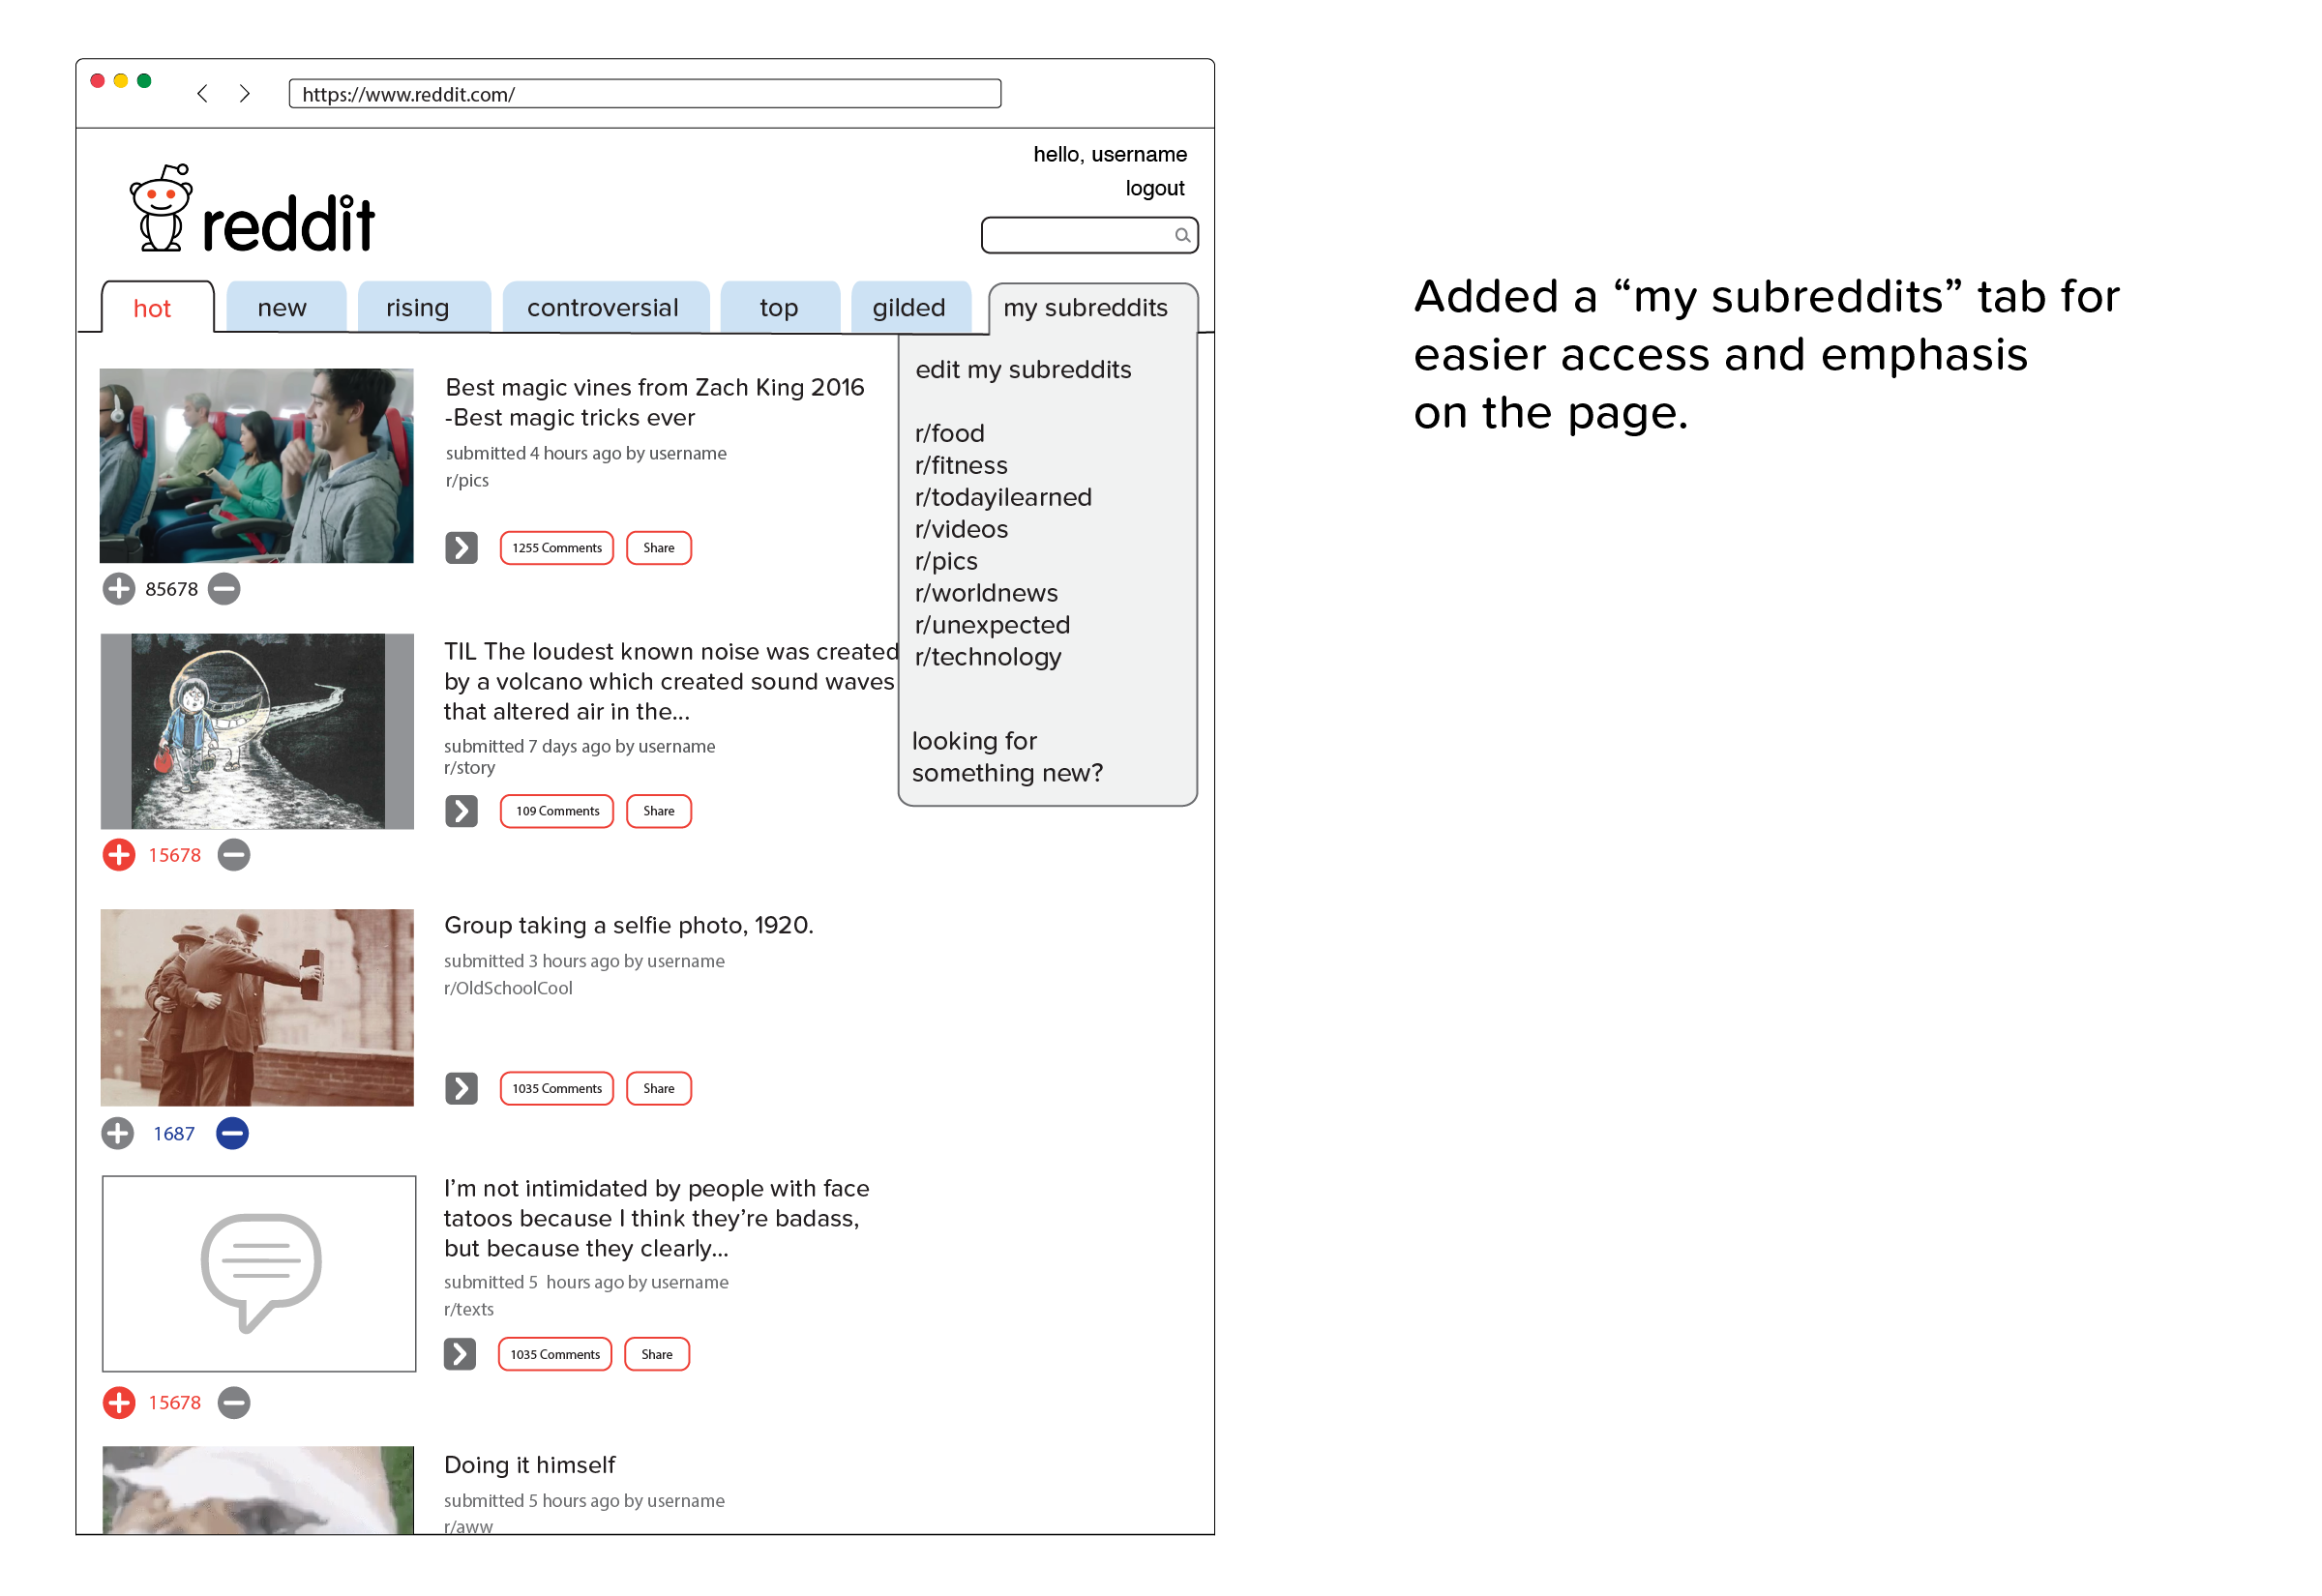 https://www.reddit.com/
hello, username
logout
reddit
hot
new
rising
controversial
top
gilded
my subreddits
edit my subreddits
r/food
r/fitness
r/todayilearned
r/videos
r/pics
r/worldnews
r/unexpected
r/technology
looking for
something new?
Best magic vines from Zach King 2016
-Best magic tricks ever
submitted 4 hours ago by username
r/pics
1255 Comments
Share
85678
TIL The loudest known noise was created
by a volcano which created sound waves
that altered air in the...
submitted 7 days ago by username
r/story
109 Comments
Share
15678
Group taking a selfie photo, 1920.
submitted 3 hours ago by username
r/OldSchoolCool
1035 Comments
Share
1687
I’m not intimidated by people with face
tatoos because I think they’re badass,
but because they clearly...
submitted 5  hours ago by username
r/texts
1035 Comments
Share
15678
Doing it himself
submitted 5 hours ago by username
r/aww
Added a “my subreddits” tab for
easier access and emphasis
on the page.